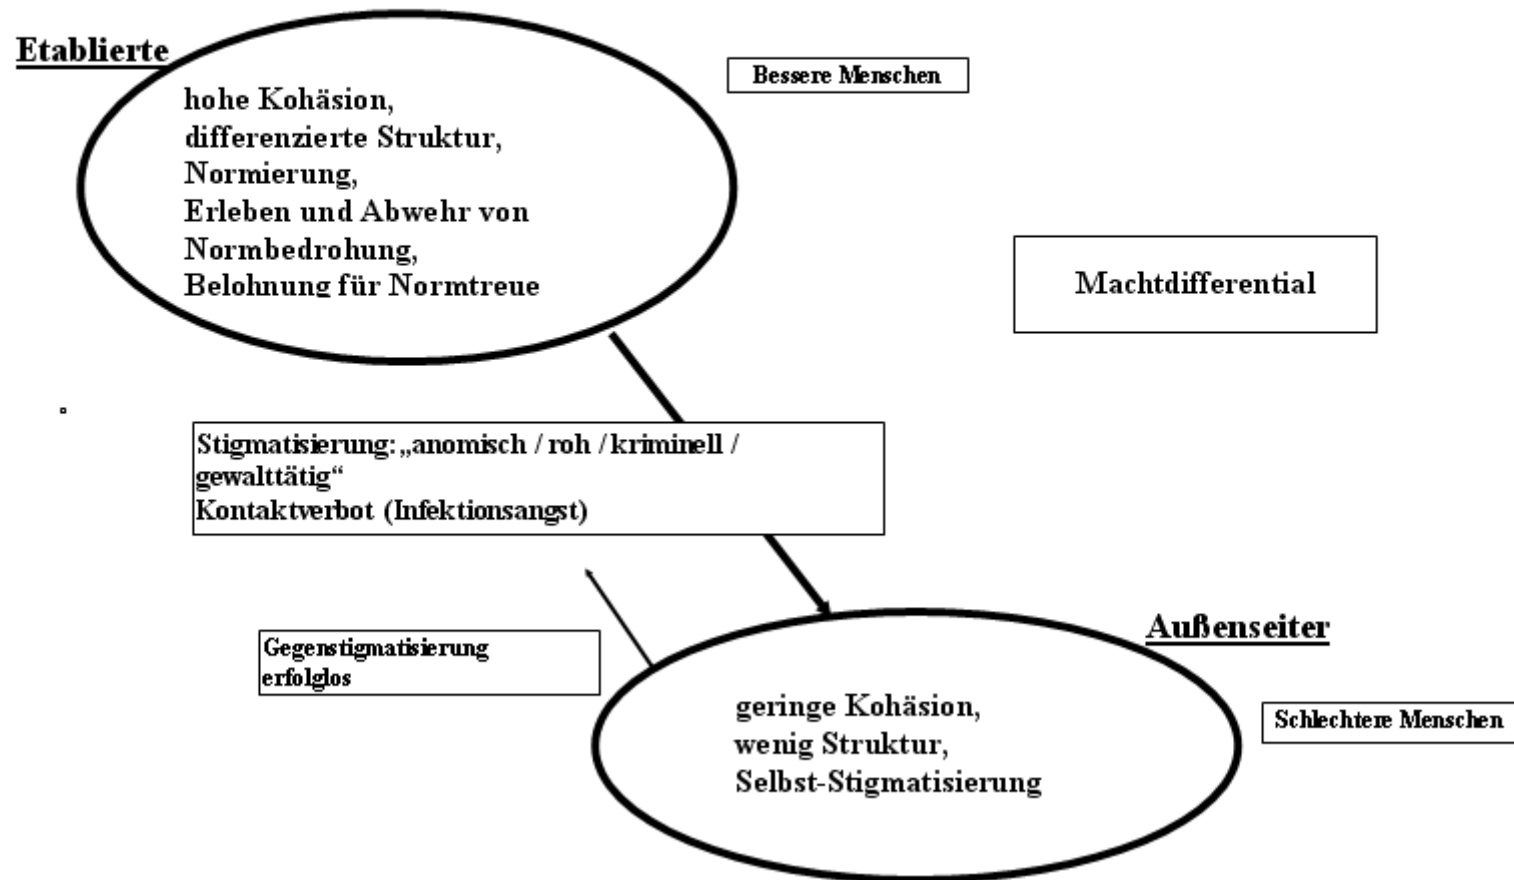 Etablierte
Bessere Menschen
hohe Kohäsion,
differenzierte Struktur,
Normierung,
Erleben und Abwehr von
Normbedrohung,
Belohnung für Normtreue
Machtdifferential
Stigmatisierung: „anomisch / roh / kriminell /
gewalttätig“
Kontaktverbot (Infektionsangst)
Gegenstigmatisierung
erfolglos
Außenseiter
geringe Kohäsion,
wenig Struktur,
Selbst-Stigmatisierung
Schlechtere Menschen